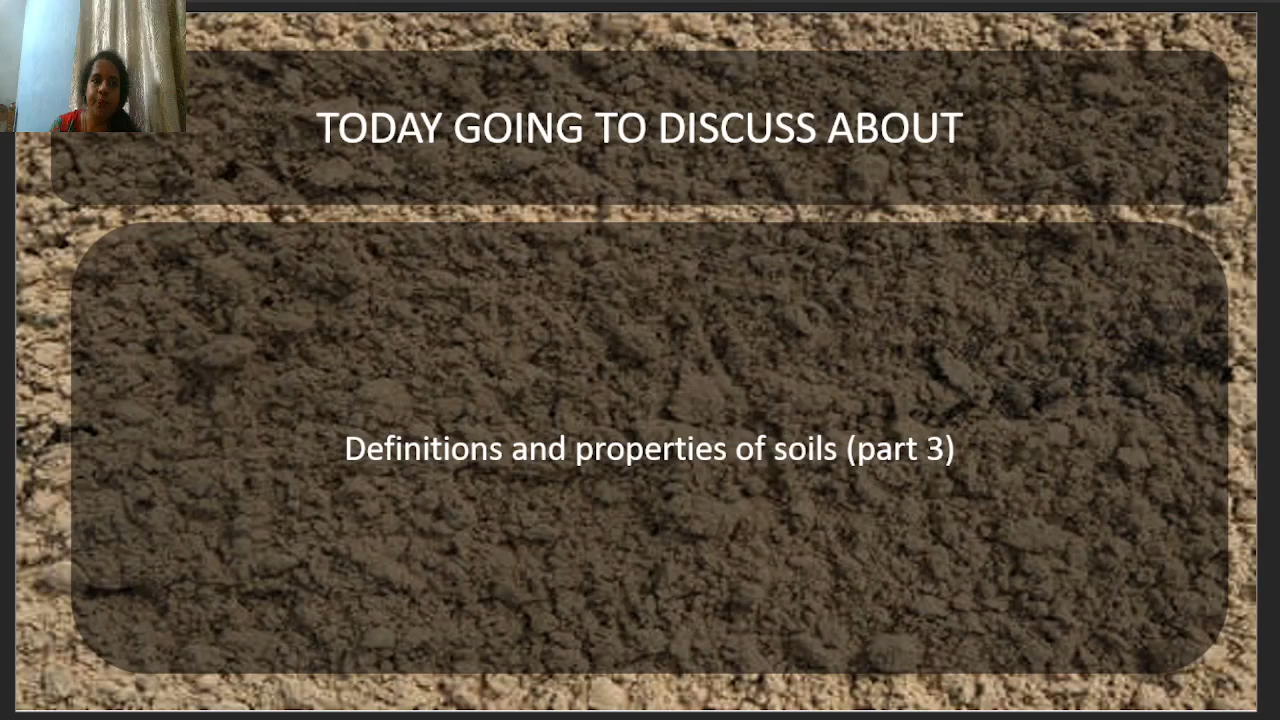 TODAY GOING TO DISCUSS ABOUT
Definitions and properties of soils (part 3)